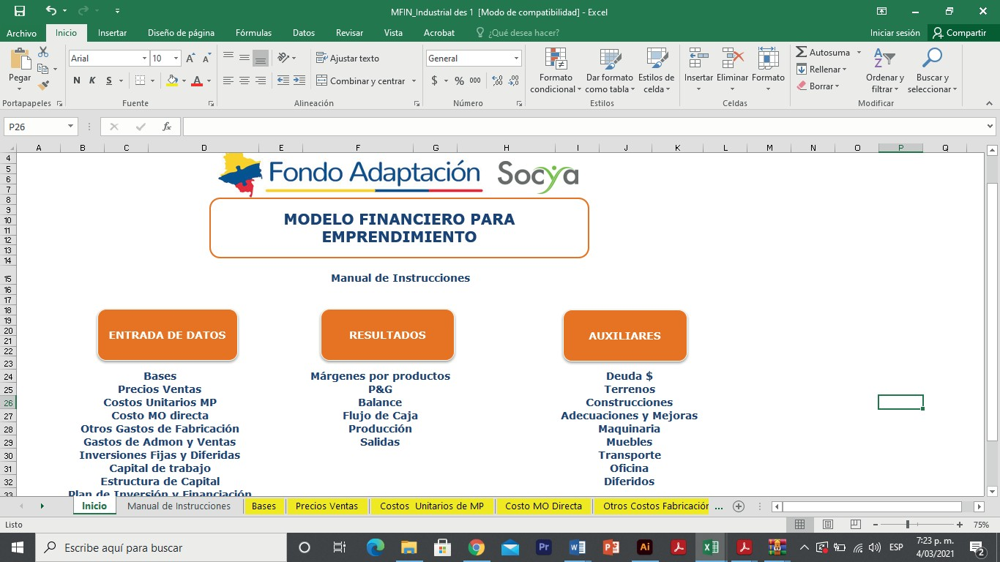 MFIN_Industrial des 1 [Modo de compatibilidad] - Excel
Archivo Inicio Insertar Diseño de página Fórmulas Datos Revisar Vista Acrobat ¿Qué desea hacer? Iniciar sesión Compartir
Pegar
Portapapeles
Arial 10
N K S
Fuente
Ajustar texto
Combinar y centrar
Alineación
General
$ % 000
Número
Formato condicional
Dar formato como tabla
Estilos de celda
Estilos
Insertar Eliminar Formato
Celdas
Autosuma
Rellenar
Borrar
Ordenar y filtrar
Buscar y seleccionar
Modificar
P26 fx
A B C D E F G H I J K L M N O P Q
4
5
6
7
8
9
10
11
12
13
14
15
16
17
18
19
20
21
22
23
24
25
26
27
28
29
30
31
32
33
Fondo Adaptación Socya
MODELO FINANCIERO PARA
EMPRENDIMIENTO
Manual de Instrucciones
ENTRADA DE DATOS
Bases
Precios Ventas
Costos Unitarios MP
Costo MO directa
Otros Gastos de Fabricación
Gastos de Admon y Ventas
Inversiones Fijas y Diferidas
Capital de trabajo
Estructura de Capital
Plan de Inversión y Financiación
RESULTADOS
Márgenes por productos
P&G
Balance
Flujo de Caja
Producción
Salidas
AUXILIARES
Deuda $
Terrenos
Construcciones
Adecuaciones y Mejoras
Maquinaria
Muebles
Transporte
Oficina
Diferidos
Inicio Manual de Instrucciones Bases Precios Ventas Costos Unitarios de MP Costo MO Directa Otros Costos Fabricación ...
Listo 75%
Escribe aquí para buscar
Pr
Ai
ESP
7:23 p. m.
4/03/2021
2